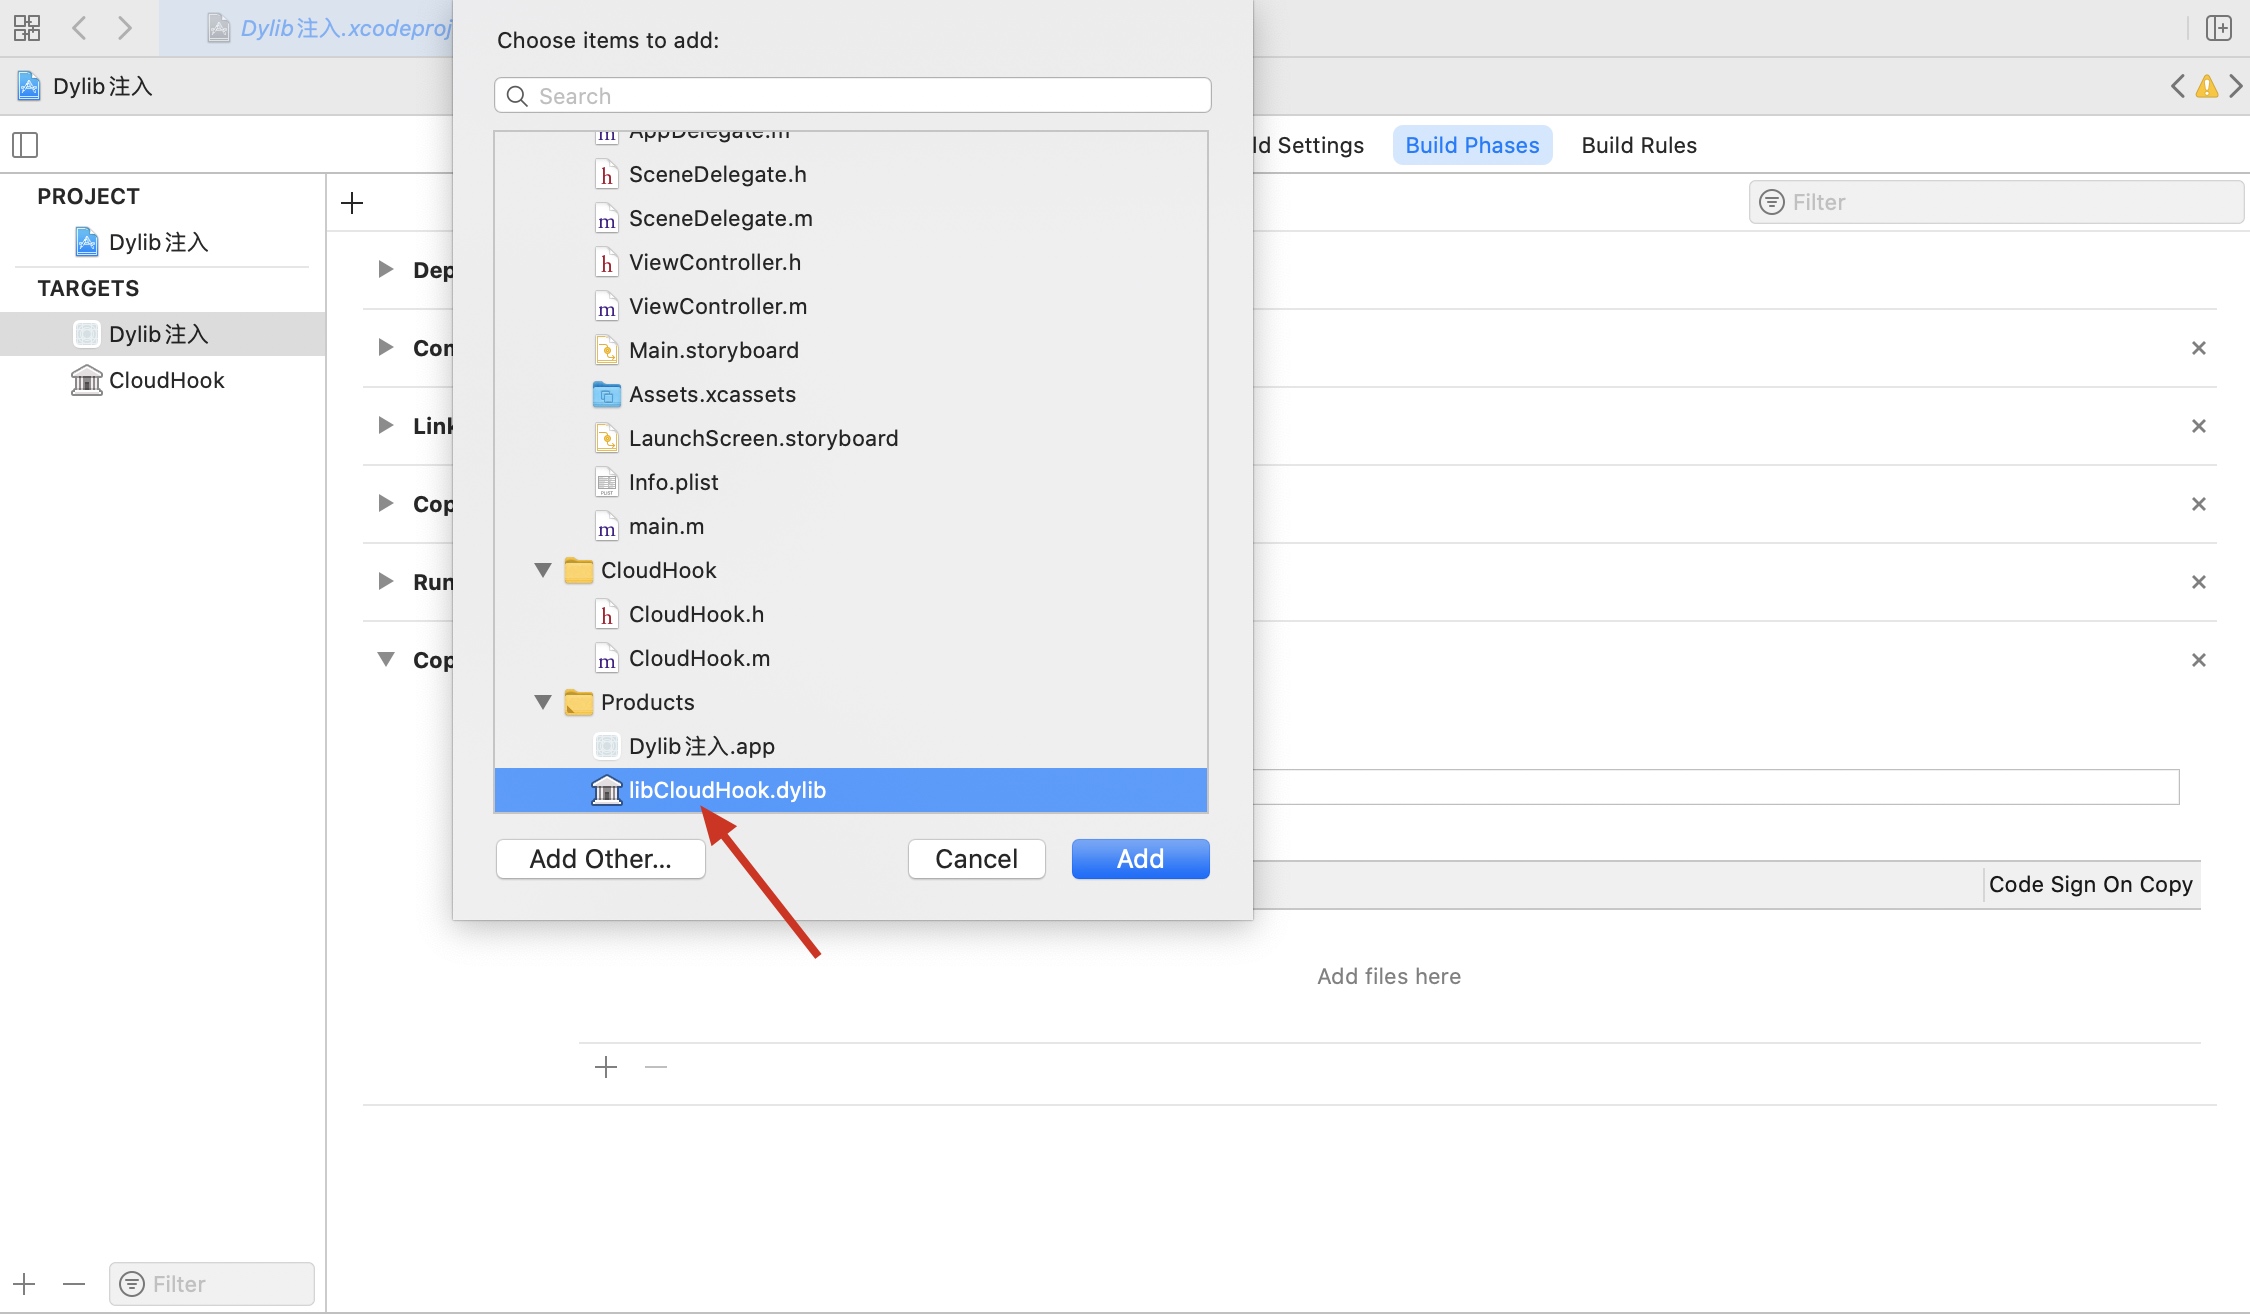 Dylib注入.xcodeproj
Choose items to add:
Dylib注入
Search
ld Settings
Build Phases
Build Rules
AppDelegate.m
SceneDelegate.h
SceneDelegate.m
ViewController.h
ViewController.m
Main.storyboard
Assets.xcassets
LaunchScreen.storyboard
Info.plist
main.m
CloudHook
CloudHook.h
CloudHook.m
Products
Dylib注入.app
libCloudHook.dylib
Add Other...
Cancel
Add
PROJECT
Dylib注入
TARGETS
Dylib注入
CloudHook
Filter
Dep
Con
Link
Cop
Run
Cop
Code Sign On Copy
Add files here
Filter